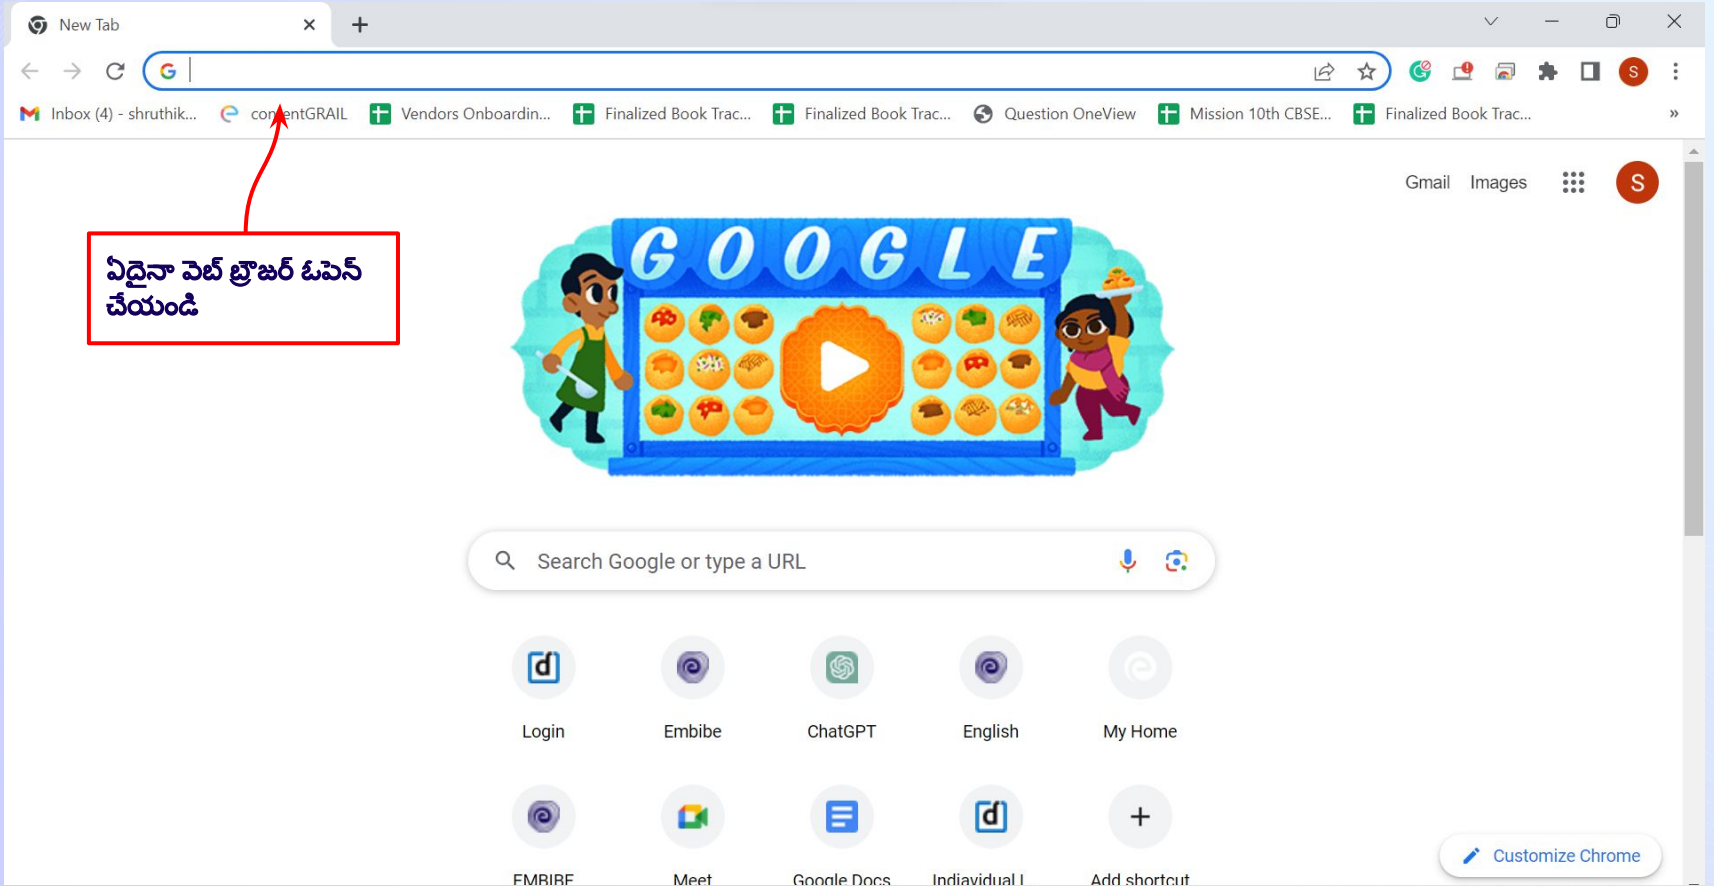 New Tab
Inbox (4) - shruthik... contentGRAIL Vendors Onboardin... Finalized Book Trac... Finalized Book Trac... Question OneView Mission 10th CBSE... Finalized Book Trac... »
Gmail Images S
GOOGLE
ఏదైనా వెబ్ బ్రౌజర్ ఓపెన్
చేయండి
Search Google or type a URL
Login Embibe ChatGPT English My Home
EMBIBE Meet Google Docs Indiavidual L Add shortcut
Customize Chrome